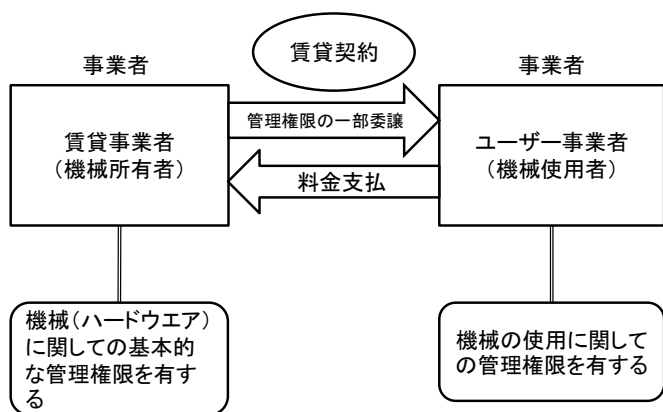 賃貸契約
事業者
事業者
賃貸事業者
(機械所有者)
管理権限の一部委譲
ユーザー事業者
(機械使用者)
料金支払
機械(ハードウエア)
に関しての基本的
な管理権限を有す
る
機械の使用に関して
の管理権限を有する